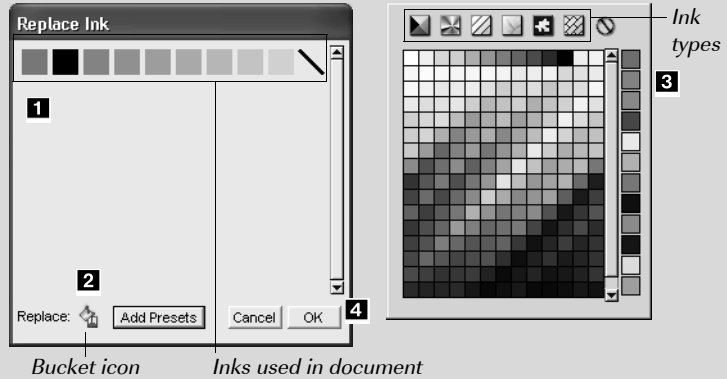 Replace Ink
1
2
Replace:
Add Presets
Cancel
OK
4
Bucket icon
Inks used in document
Ink
types
3